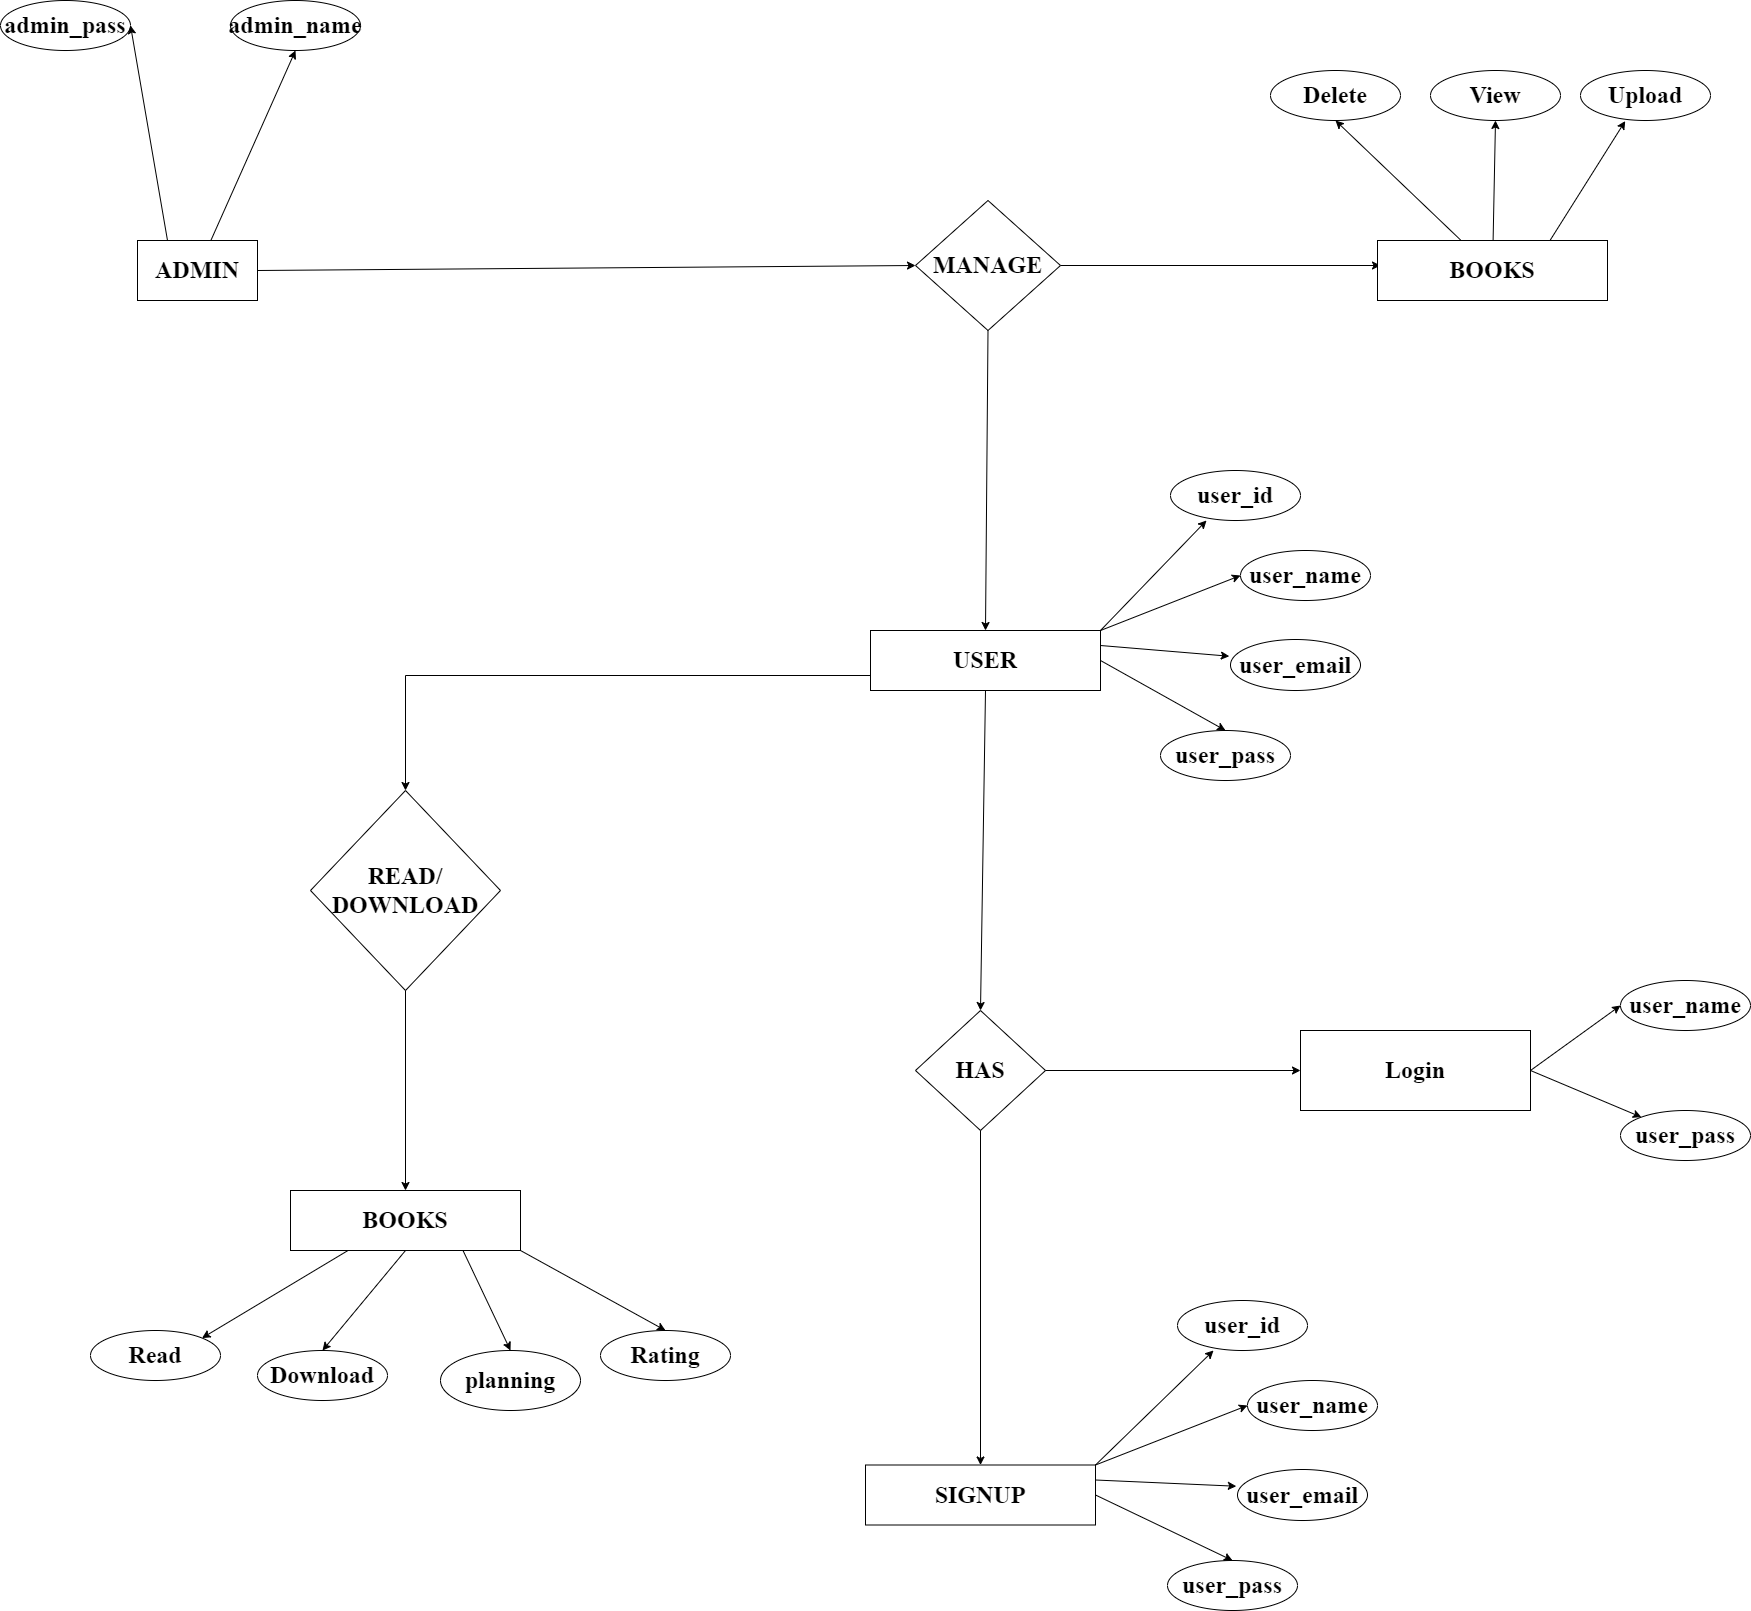 admin_pass
admin_name
Delete
View
Upload
ADMIN
MANAGE
BOOKS
user_id
user_name
user_email
user_pass
USER
READ/
DOWNLOAD
HAS
Login
user_name
user_pass
BOOKS
Read
Download
planning
Rating
user_id
user_name
user_email
user_pass
SIGNUP